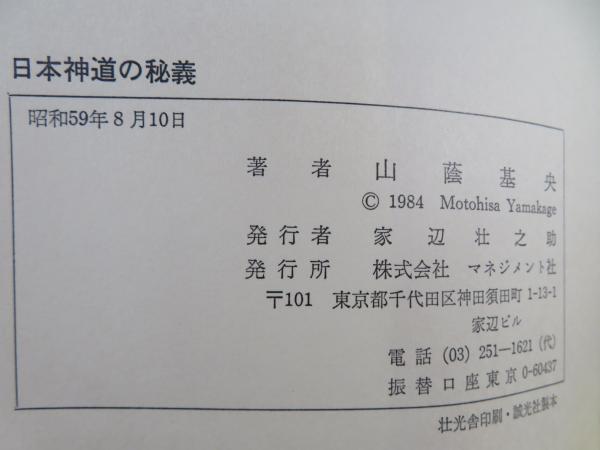 日本神道の秘義
昭和59年8月10日
著者 山蔭基央
© 1984 Motohisa Yamakage
発行者 家辺壮之助
発行所 株式会社 マネジメント社
〒101 東京都千代田区神田須田町1-13-1
家辺ビル
電話 (03) 251―1621 (代)
振替口座東京0-60437
壮光舎印刷・誠光社製本